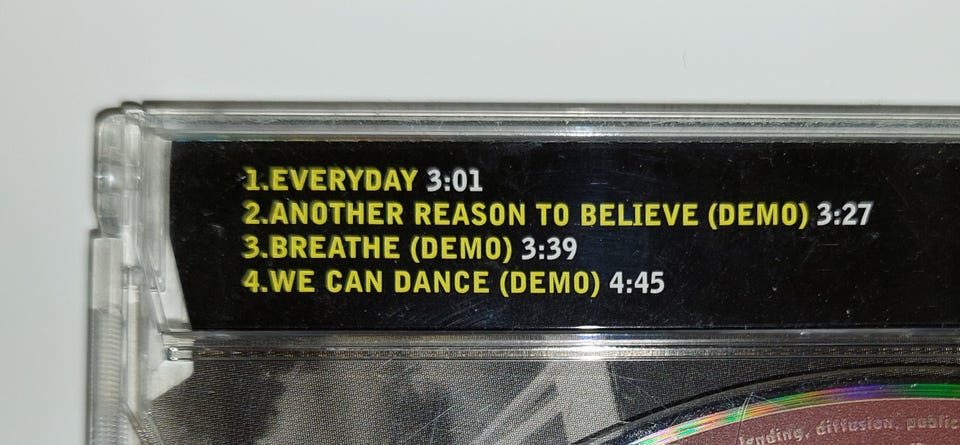 1.EVERYDAY 3:01
2.ANOTHER REASON TO BELIEVE (DEMO) 3:27
3.BREATHE (DEMO) 3:39
4.WE CAN DANCE (DEMO) 4:45
lending, diffusion, public